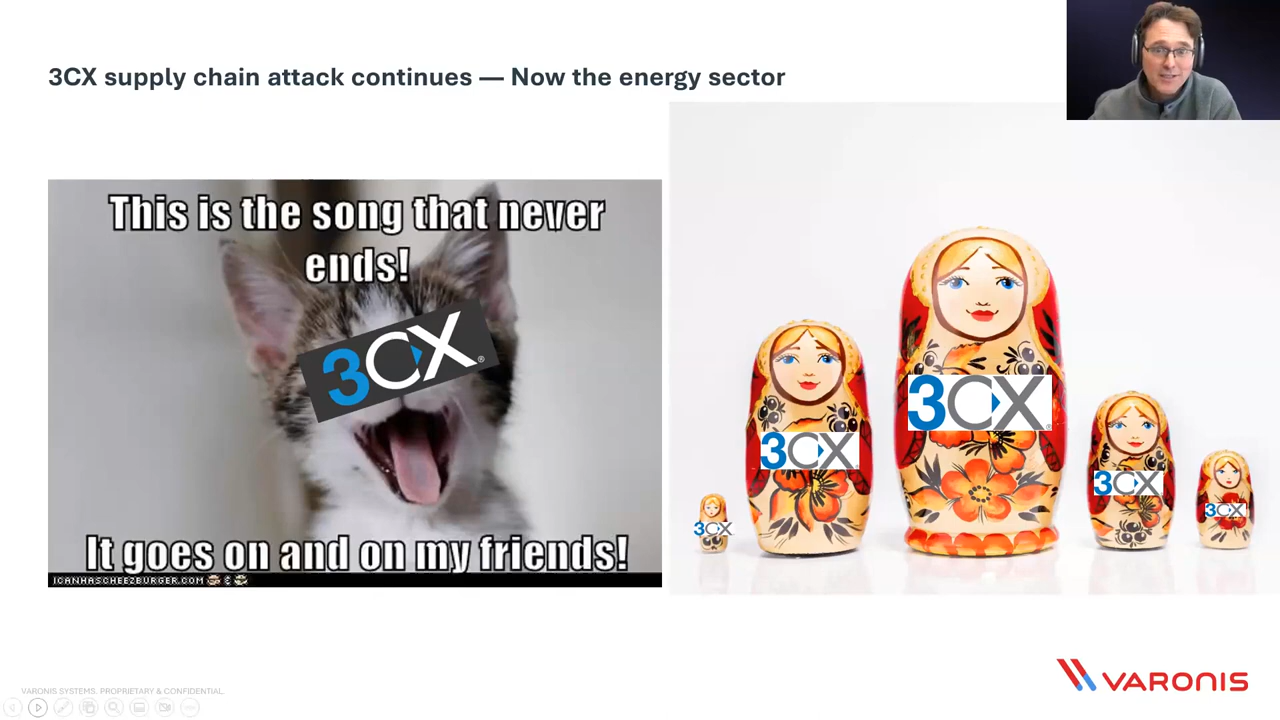 3CX supply chain attack continues — Now the energy sector
This is the song that never
ends!
3CX®
It goes on and on my friends!
ICANHASCHEEZBURGER.COM
3CX
3CX
3CX®
3CX
3CX
VARONIS SYSTEMS. PROPRIETARY & CONFIDENTIAL.
VARONIS